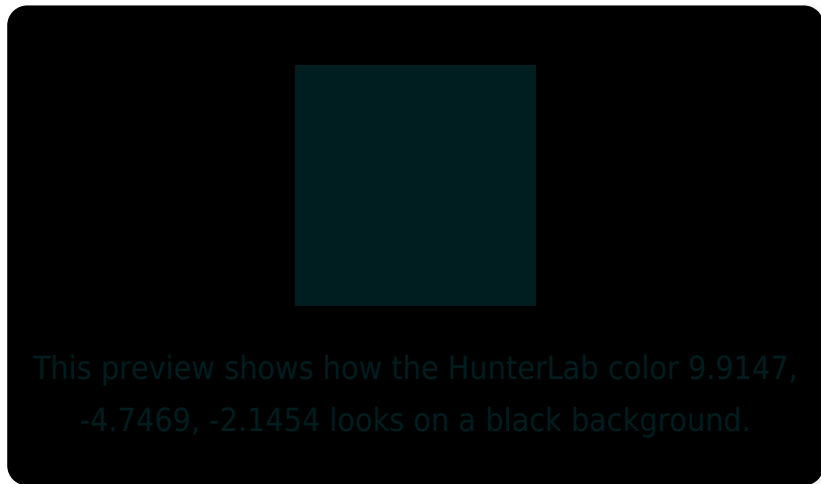 This preview shows how the HunterLab color 9.9147,
-4.7469, -2.1454 looks on a black background.